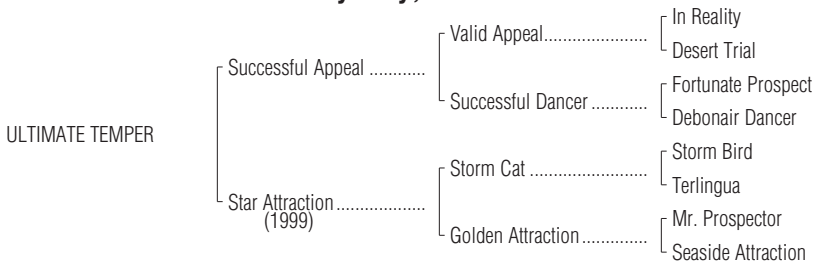 In Reality
Valid Appeal
Desert Trial
Successful Appeal
Fortunate Prospect
Successful Dancer
Debonair Dancer
ULTIMATE TEMPER
Storm Bird
Storm Cat
Terlingua
Star Attraction
(1999)
Mr. Prospector
Golden Attraction
Seaside Attraction